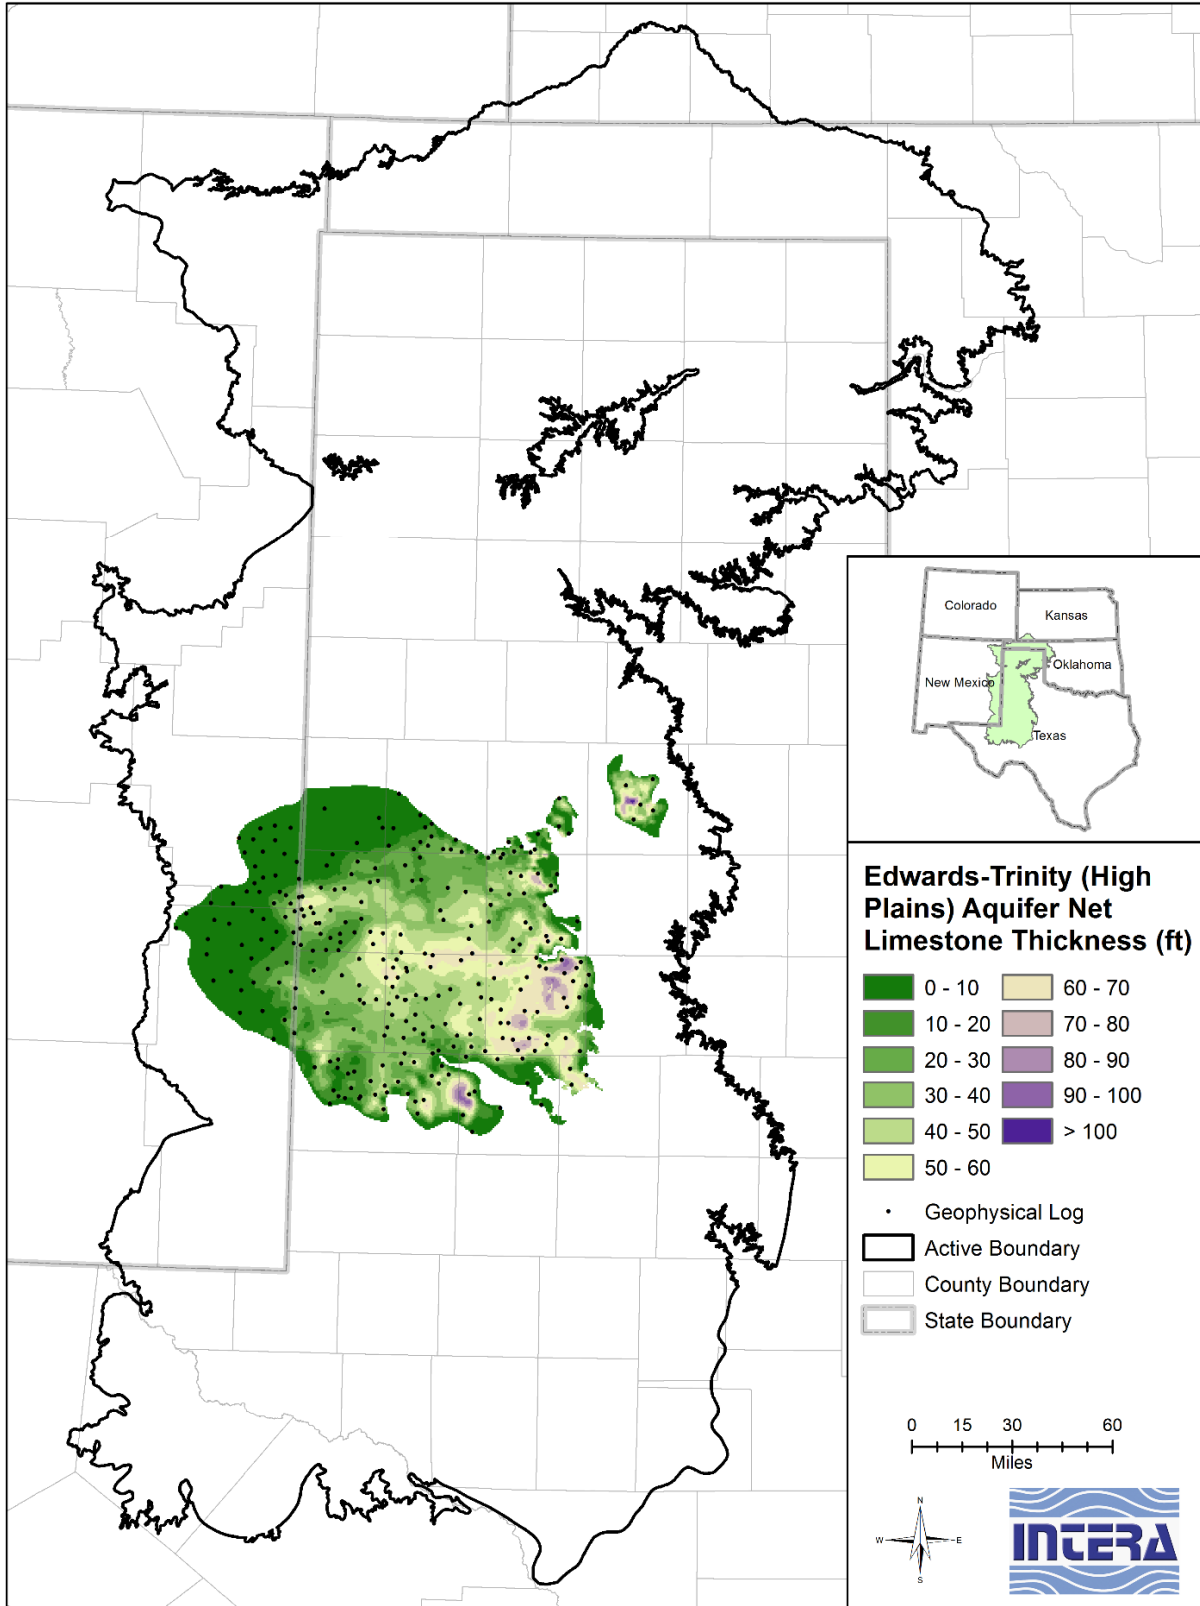 Colorado
Kansas
New Mexico
Oklahoma
Texas
Edwards-Trinity (High
Plains) Aquifer Net
Limestone Thickness (ft)
0 - 10
60 - 70
10 - 20
70 - 80
20 - 30
80 - 90
30 - 40
90 - 100
40 - 50
> 100
50 - 60
Geophysical Log
Active Boundary
County Boundary
State Boundary
0 15 30 60
Miles
N
W E
S
INTERA